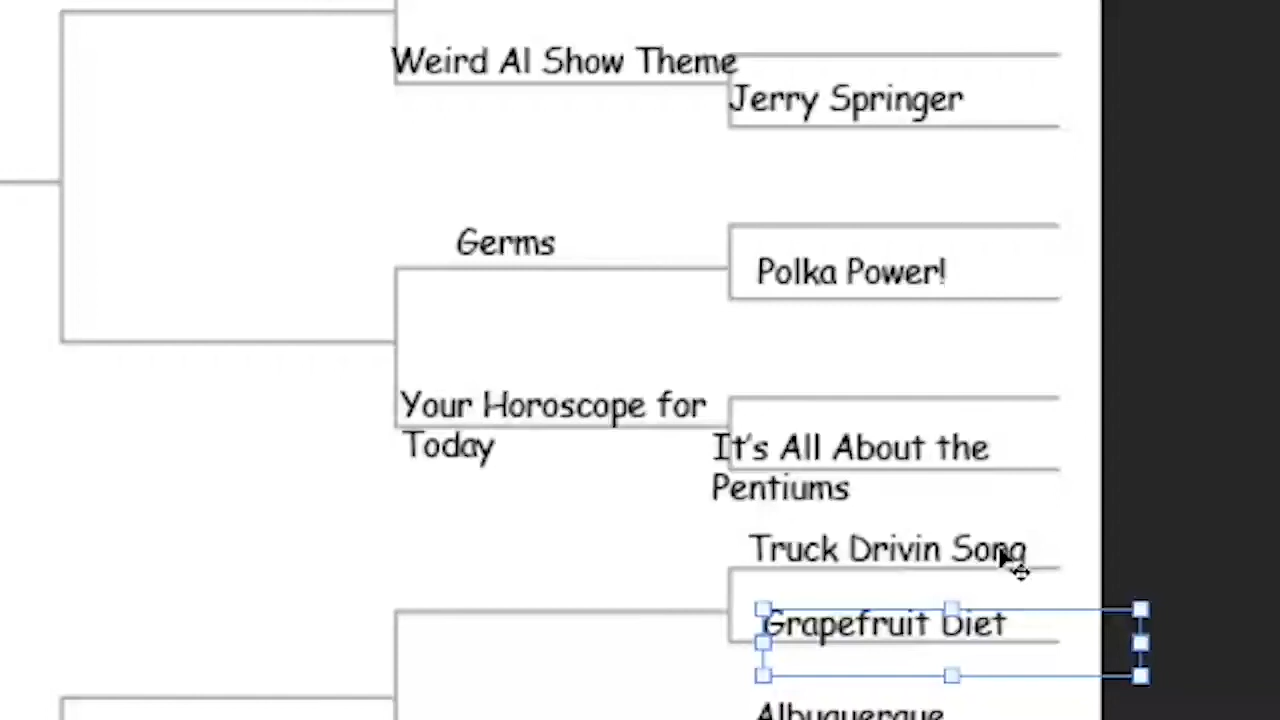 Weird Al Show Theme
Jerry Springer
Germs
Polka Power!
Your Horoscope for
Today
It's All About the
Pentiums
Truck Drivin Song
Grapefruit Diet
Albuquerque